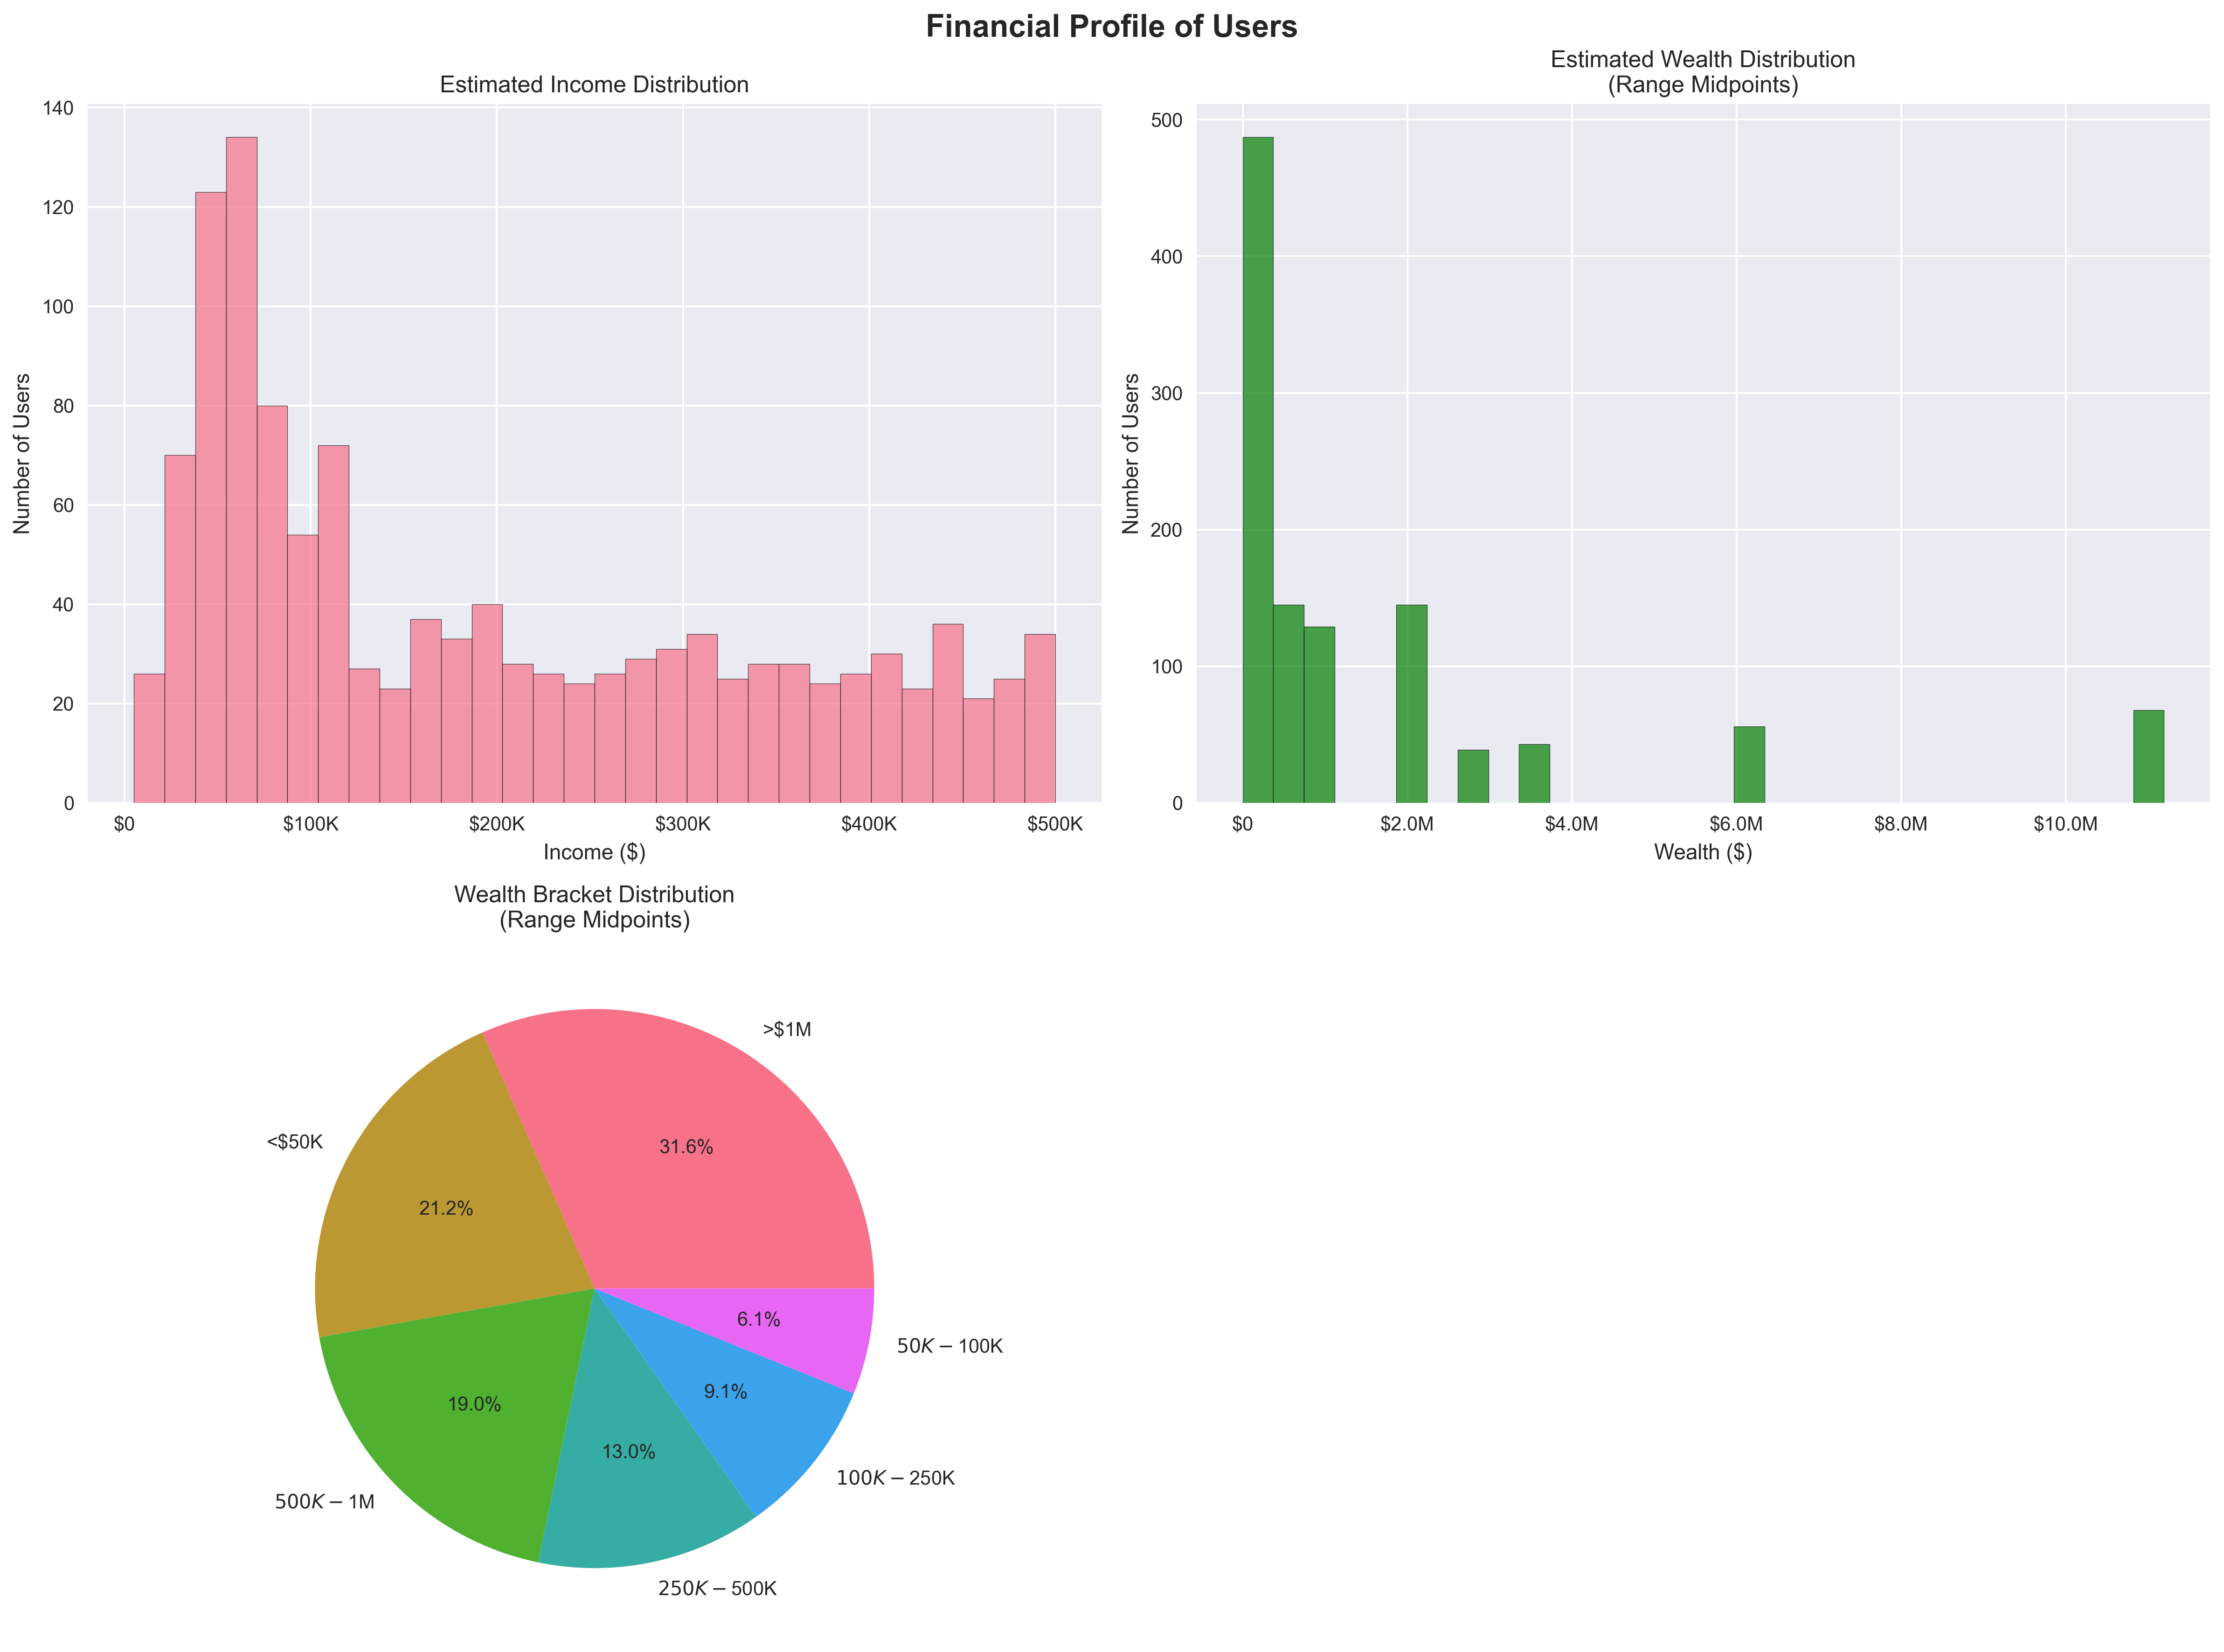 Financial Profile of Users
Estimated Income Distribution
140
120
100
80
60
40
20
0
Number of Users
$0
$100K
$200K
$300K
$400K
$500K
Income ($)
Estimated Wealth Distribution
(Range Midpoints)
500
400
300
200
100
0
Number of Users
$0
$2.0M
$4.0M
$6.0M
$8.0M
$10.0M
Wealth ($)
Wealth Bracket Distribution
(Range Midpoints)
>$1M
31.6%
<$50K
21.2%
500K − 1M
19.0%
250K − 500K
13.0%
100K − 250K
9.1%
50K − 100K
6.1%